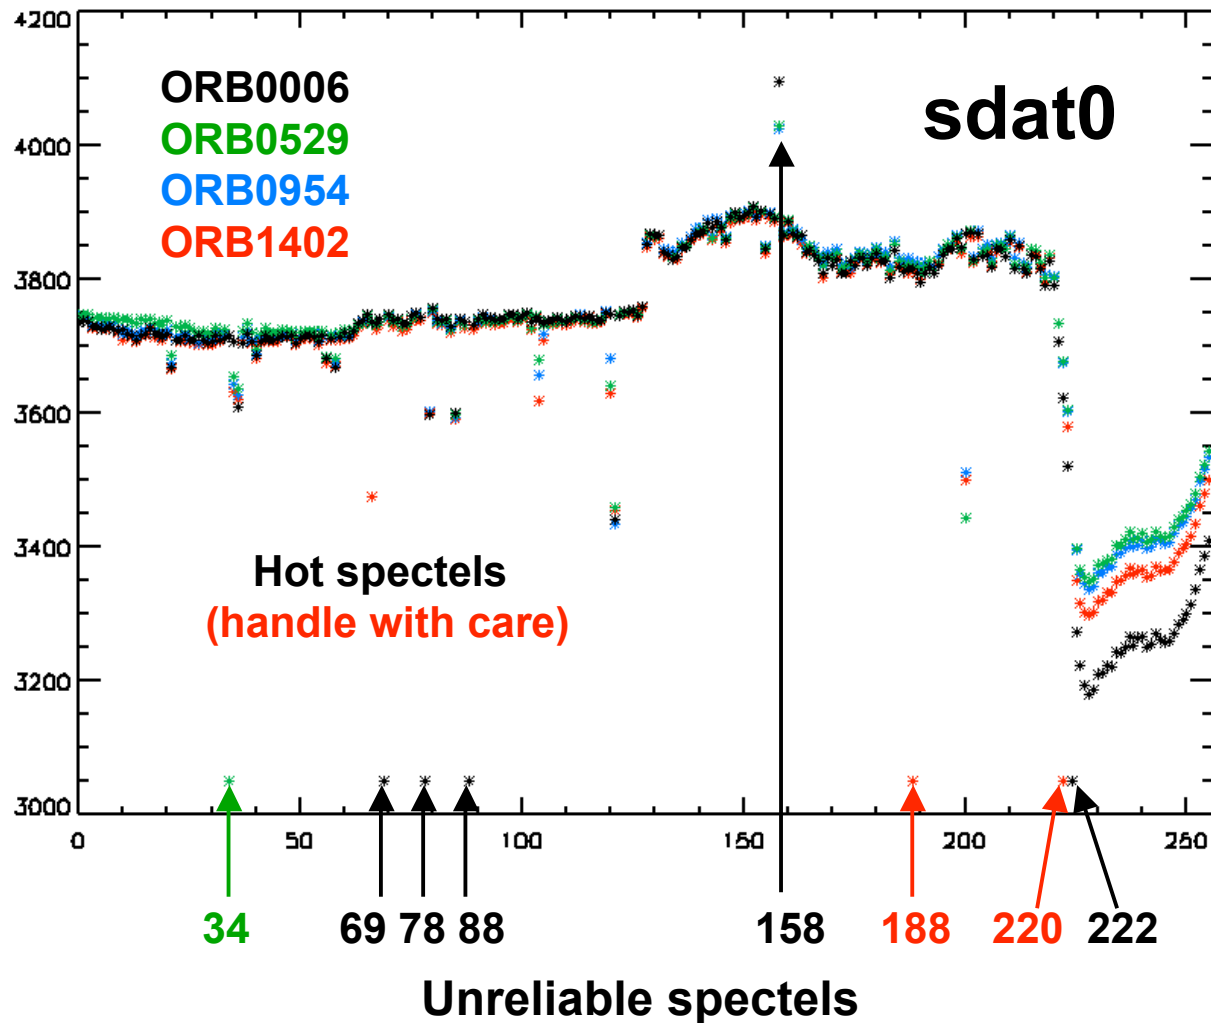 4200
ORB0006
sdat0
ORB0529
4000
ORB0954
ORB1402
3800
3600
3400
Hot spectels
(handle with care)
3200
3000
0 50 100 150 200 250
34 69 78 88 158 188 220 222
Unreliable spectels